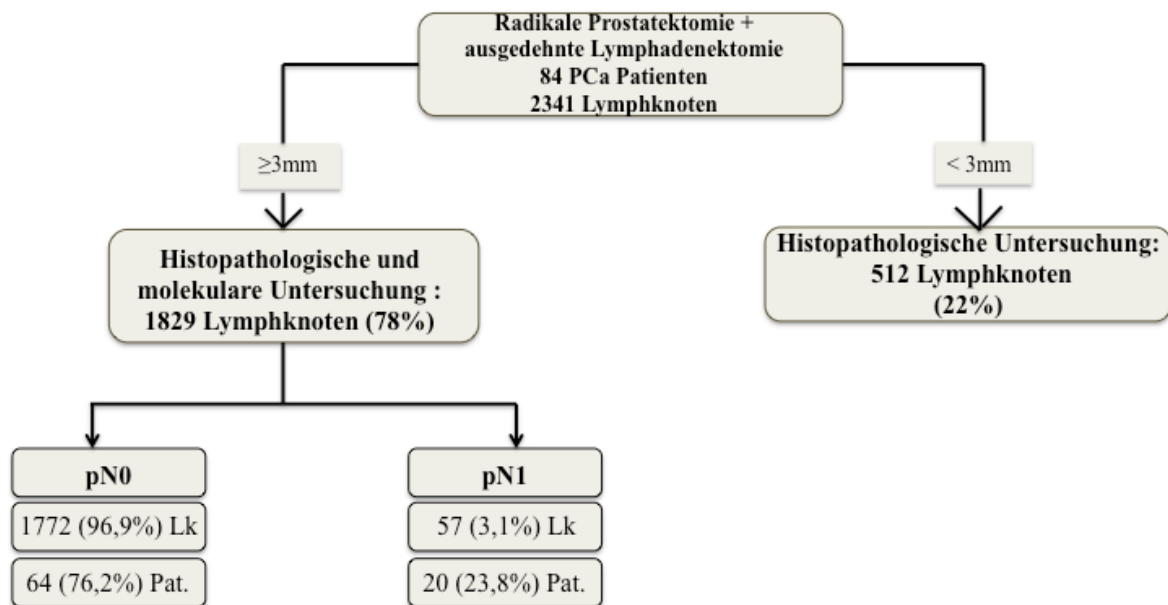 Radikale Prostatektomie +
ausgedehnte Lymphadenektomie
84 PCa Patienten
2341 Lymphknoten
≥3mm
< 3mm
Histopathologische und
molekulare Untersuchung :
1829 Lymphknoten (78%)
Histopathologische Untersuchung:
512 Lymphknoten
(22%)
pN0
1772 (96,9%) Lk
64 (76,2%) Pat.
pN1
57 (3,1%) Lk
20 (23,8%) Pat.